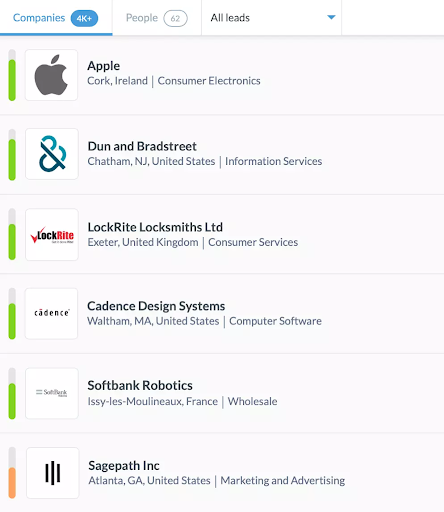 Companies 4K+ People 62 All leads
Apple
Cork, Ireland | Consumer Electronics
Dun and Bradstreet
Chatham, NJ, United States | Information Services
LockRite
LockRite Locksmiths Ltd
Exeter, United Kingdom | Consumer Services
cādence
Cadence Design Systems
Waltham, MA, United States | Computer Software
SoftBank
Softbank Robotics
Issy-les-Moulineaux, France | Wholesale
Sagepath Inc
Atlanta, GA, United States | Marketing and Advertising